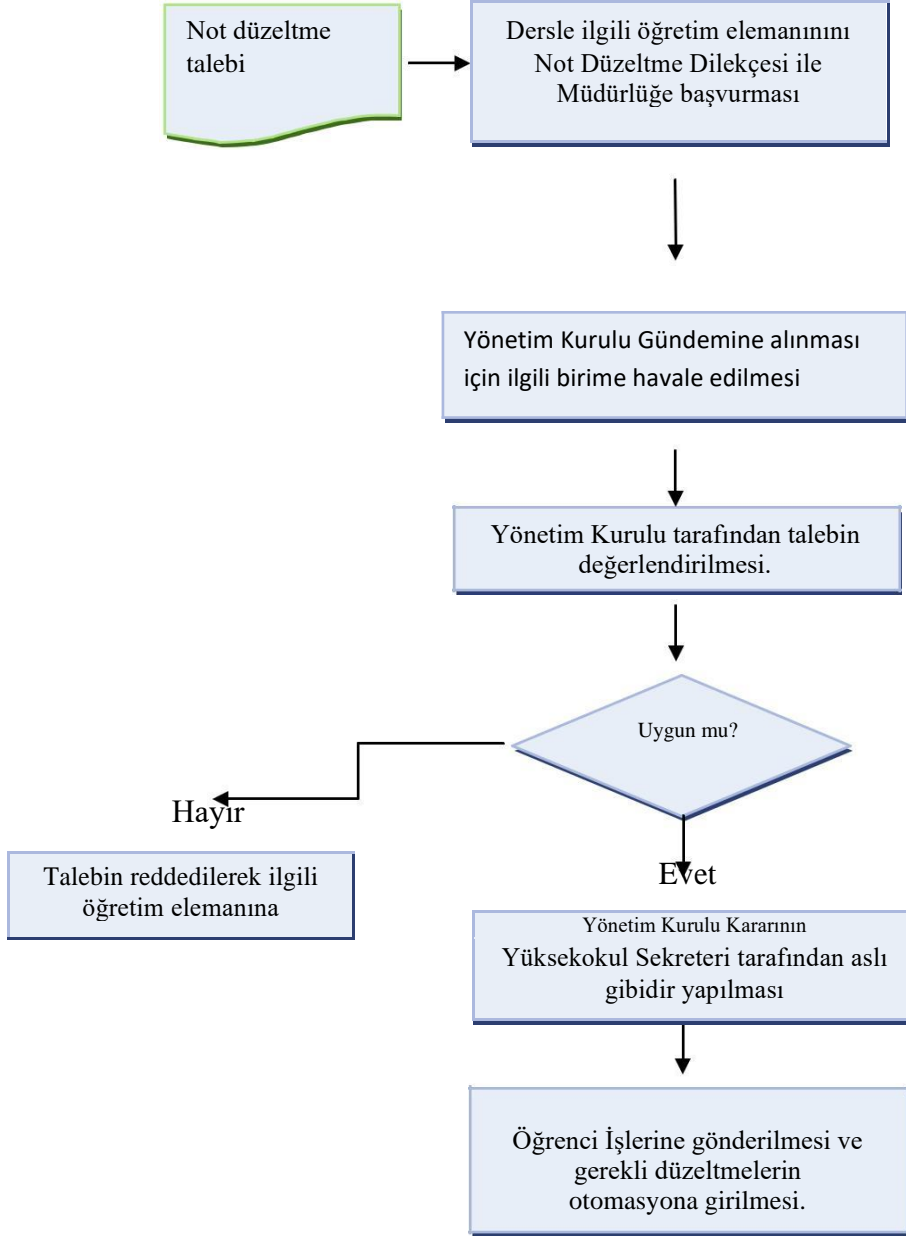 Not düzeltme
talebi
Dersle ilgili öğretim elemanınını
Not Düzeltme Dilekçesi ile
Müdürlüğe başvurması
Yönetim Kurulu Gündemine alınması
için ilgili birime havale edilmesi
Yönetim Kurulu tarafından talebin
değerlendirilmesi.
Uygun mu?
Hayır
Talebin reddedilerek ilgili
öğretim elemanına
Evet
Yönetim Kurulu Kararının
Yüksekokul Sekreteri tarafından aslı
gibidir yapılması
Öğrenci İşlerine gönderilmesi ve
gerekli düzeltmelerin
otomasyona girilmesi.